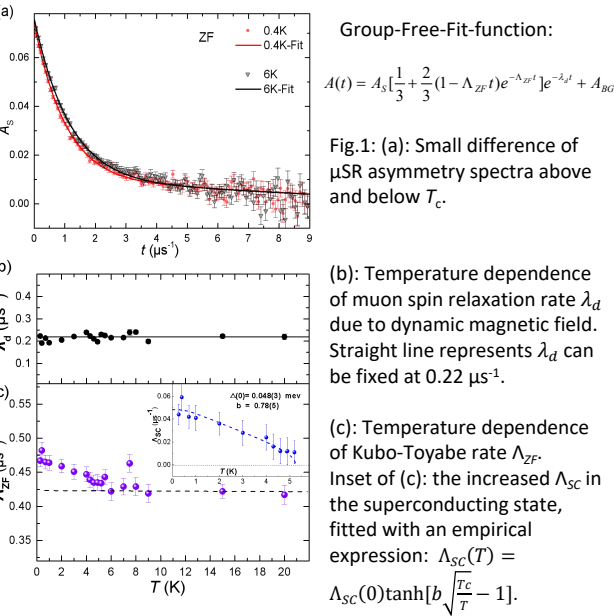 (a)
ZF
0.4K
0.4K-Fit
6K
6K-Fit
0.06
0.04
0.02
0.00
A_S
0 1 2 3 4 5 6 7 8 9
t (μs⁻¹)
Group-Free-Fit-function:
A(t) = A_S[1/3 + 2/3 (1 − Λ_ZF t)e^{−Λ_ZF t}]e^{−λ_d t} + A_BG
Fig.1: (a): Small difference of
μSR asymmetry spectra above
and below T_c.
b)
0.4
0.3
0.2
0.1
(b): Temperature dependence
of muon spin relaxation rate λ_d
due to dynamic magnetic field.
Straight line represents λ_d can
be fixed at 0.22 μs⁻¹.
c)
0.55
0.50
0.45
0.40
0.35
Δ(0)= 0.048(3) mev
b = 0.78(5)
0.06
0.04
0.02
0.00
Λ_SC (μs⁻¹)
0 1 2 3 4 5
T (K)
0 2 4 6 8 10 12 14 16 18 20
T (K)
(c): Temperature dependence
of Kubo-Toyabe rate Λ_ZF.
Inset of (c): the increased Λ_SC in
the superconducting state,
fitted with an empirical
expression: Λ_SC(T) =
Λ_SC(0)tanh[b√(Tc/T − 1)].